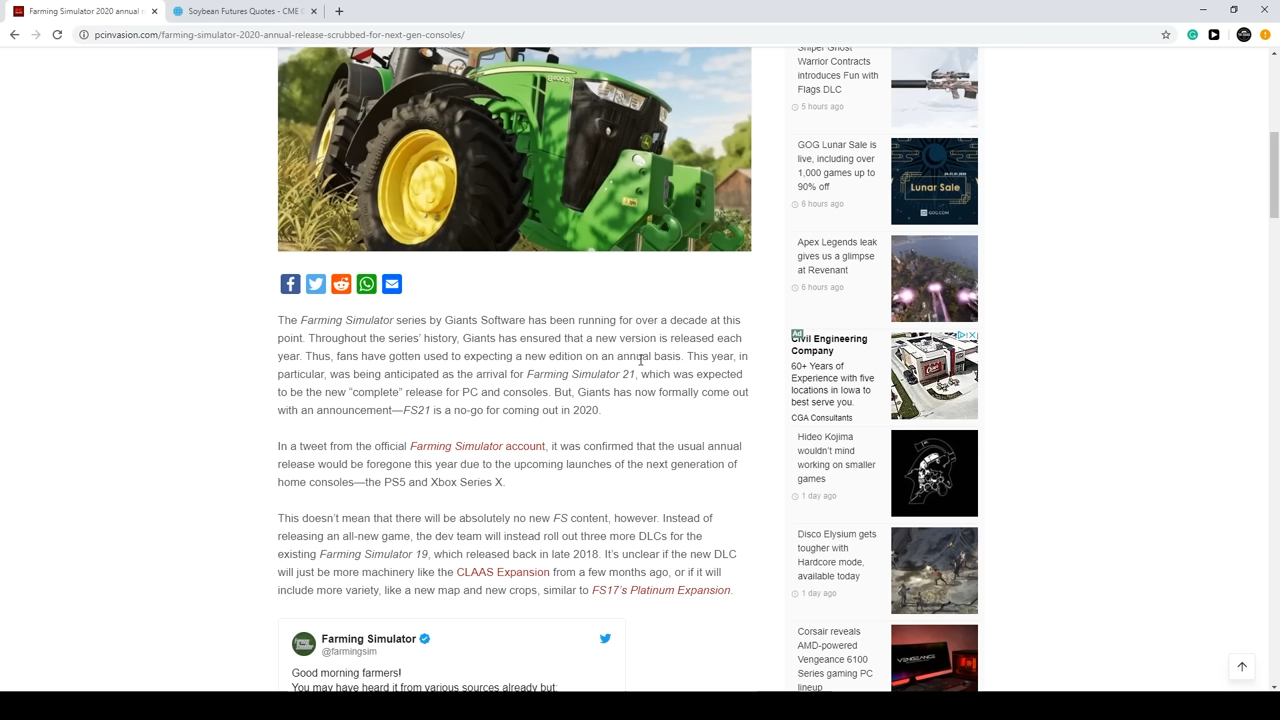 Farming Simulator 2020 annual
Soybean Futures Quotes - CME
pcinvasion.com/farming-simulator-2020-annual-release-scrubbed-for-next-gen-consoles/
The Farming Simulator series by Giants Software has been running for over a decade at this
point. Throughout the series' history, Giants has ensured that a new version is released each
year. Thus, fans have gotten used to expecting a new edition on an annual basis. This year, in
particular, was being anticipated as the arrival for Farming Simulator 21, which was expected
to be the new “complete” release for PC and consoles. But, Giants has now formally come out
with an announcement—FS21 is a no-go for coming out in 2020.
In a tweet from the official Farming Simulator account, it was confirmed that the usual annual
release would be foregone this year due to the upcoming launches of the next generation of
home consoles—the PS5 and Xbox Series X.
This doesn't mean that there will be absolutely no new FS content, however. Instead of
releasing an all-new game, the dev team will instead roll out three more DLCs for the
existing Farming Simulator 19, which released back in late 2018. It's unclear if the new DLC
will just be more machinery like the CLAAS Expansion from a few months ago, or if it will
include more variety, like a new map and new crops, similar to FS17's Platinum Expansion.
Farming Simulator
@farmingsim
Good morning farmers!
You may have heard it from various sources already but:
Sniper Ghost
Warrior Contracts
introduces Fun with
Flags DLC
5 hours ago
GOG Lunar Sale is
live, including over
1,000 games up to
90% off
6 hours ago
Lunar Sale
GOG.COM
Apex Legends leak
gives us a glimpse
at Revenant
6 hours ago
Ad
Civil Engineering
Company
60+ Years of
Experience with five
locations in Iowa to
best serve you.
CGA Consultants
Hideo Kojima
wouldn't mind
working on smaller
games
1 day ago
Disco Elysium gets
tougher with
Hardcore mode,
available today
1 day ago
Corsair reveals
AMD-powered
Vengeance 6100
Series gaming PC
lineup
VENGEANCE